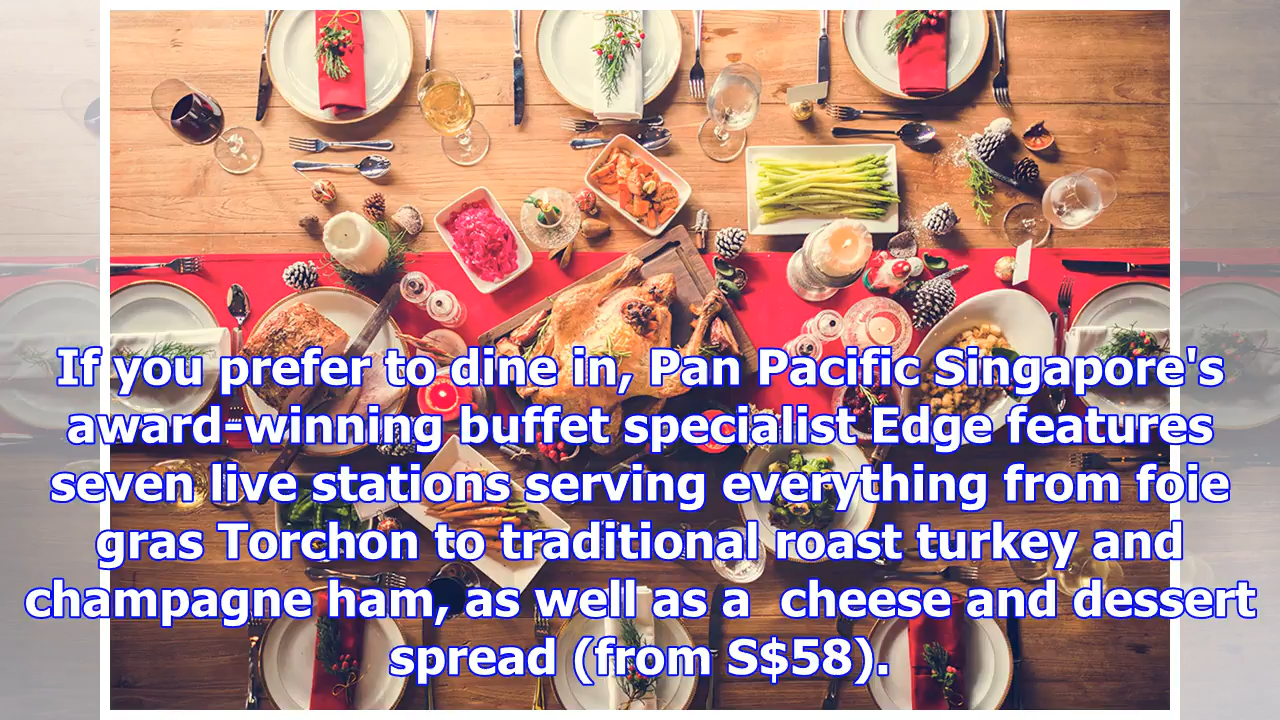 If you prefer to dine in, Pan Pacific Singapore's
award-winning buffet specialist Edge features
seven live stations serving everything from foie
gras Torchon to traditional roast turkey and
champagne ham, as well as a  cheese and dessert
spread (from S$58).